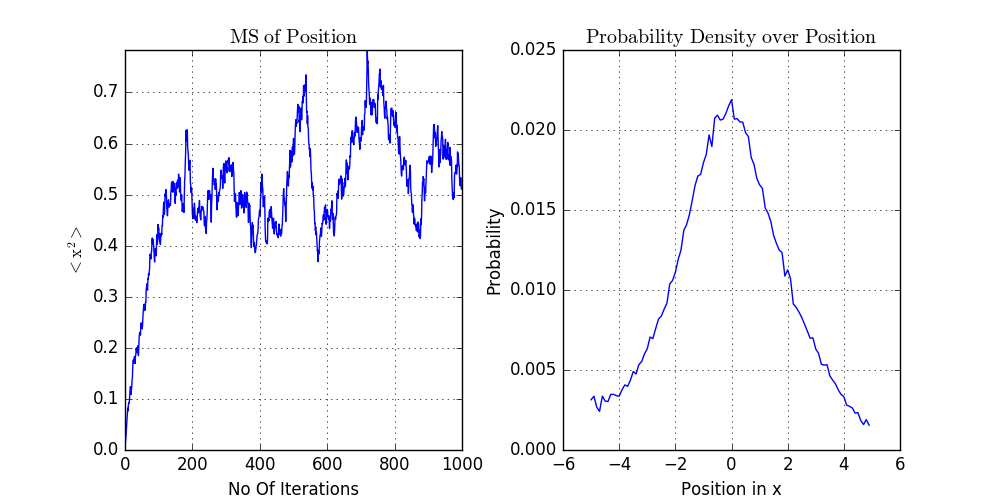 MS of Position
<x²>
0.7
0.6
0.5
0.4
0.3
0.2
0.1
0.0
0 200 400 600 800 1000
No Of Iterations
Probability Density over Position
Probability
0.025
0.020
0.015
0.010
0.005
0.000
−6 −4 −2 0 2 4 6
Position in x